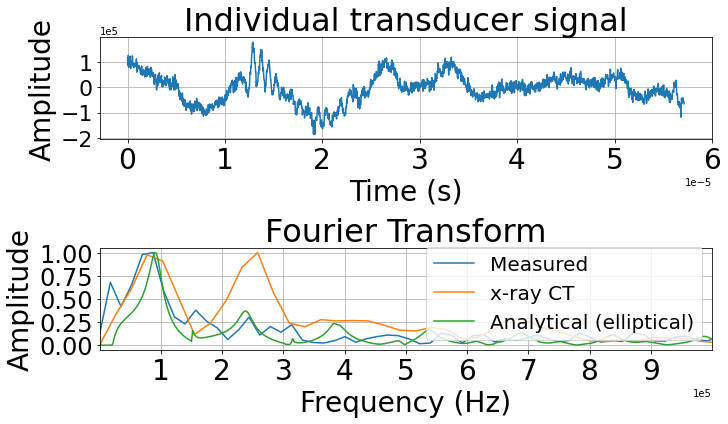 Individual transducer signal
1e5
Amplitude
1
0
−1
−2
0 1 2 3 4 5 6
1e−5
Time (s)
Fourier Transform
Amplitude
1.00
0.75
0.50
0.25
0.00
Measured
x-ray CT
Analytical (elliptical)
1 2 3 4 5 6 7 8 9
1e5
Frequency (Hz)